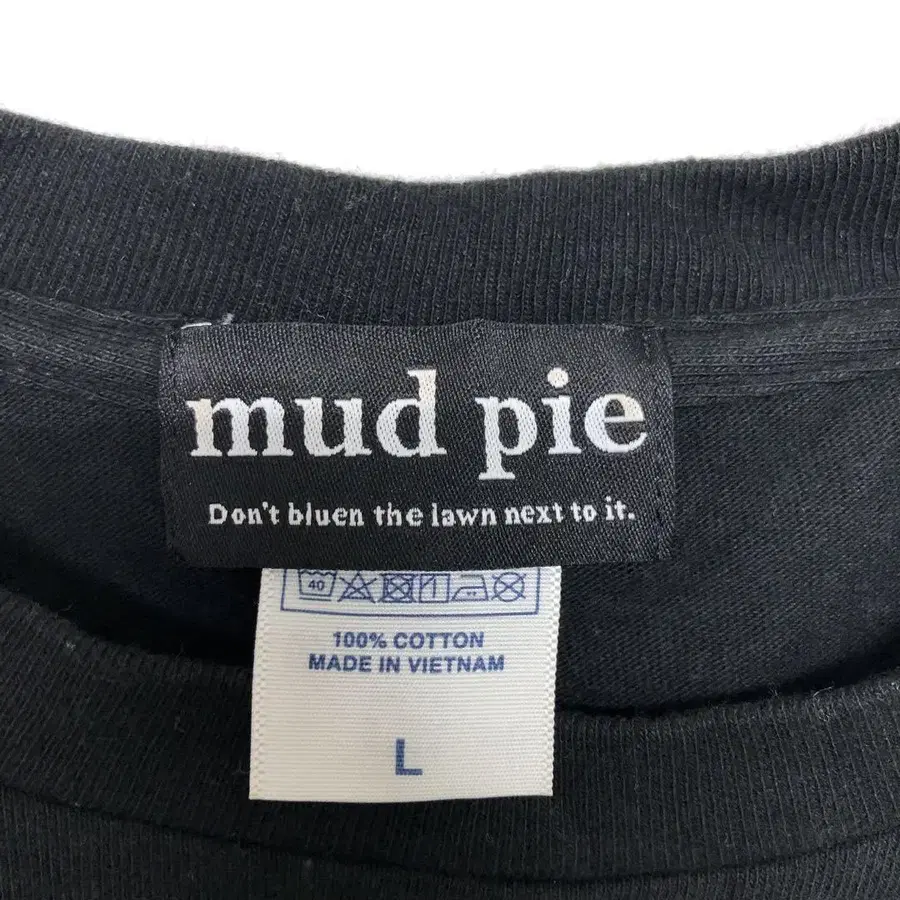 mud pie
Don't bluen the lawn next to it.
40
100% COTTON
MADE IN VIETNAM
L